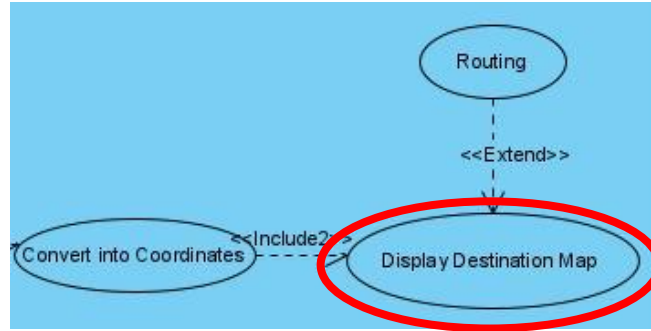 Routing
<<Extend>>
<<Include2>>
Convert into Coordinates
Display Destination Map